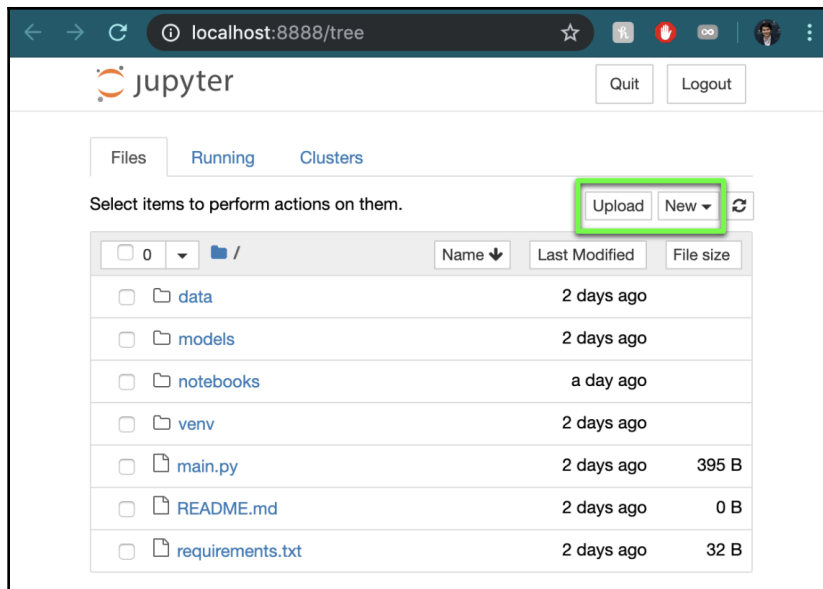 localhost:8888/tree
jupyter
Quit
Logout
Files
Running
Clusters
Select items to perform actions on them.
Upload
New
0
/
Name
Last Modified
File size
data 2 days ago
models 2 days ago
notebooks a day ago
venv 2 days ago
main.py 2 days ago 395 B
README.md 2 days ago 0 B
requirements.txt 2 days ago 32 B